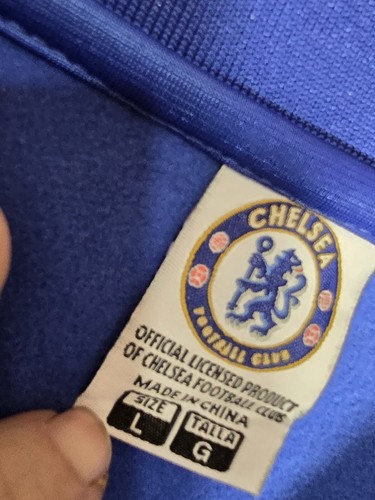 CHELSEA
FOOTBALL CLUB
OFFICIAL LICENSED PRODUCT
OF CHELSEA FOOTBALL CLUB
MADE IN CHINA
SIZE TALLA
L G